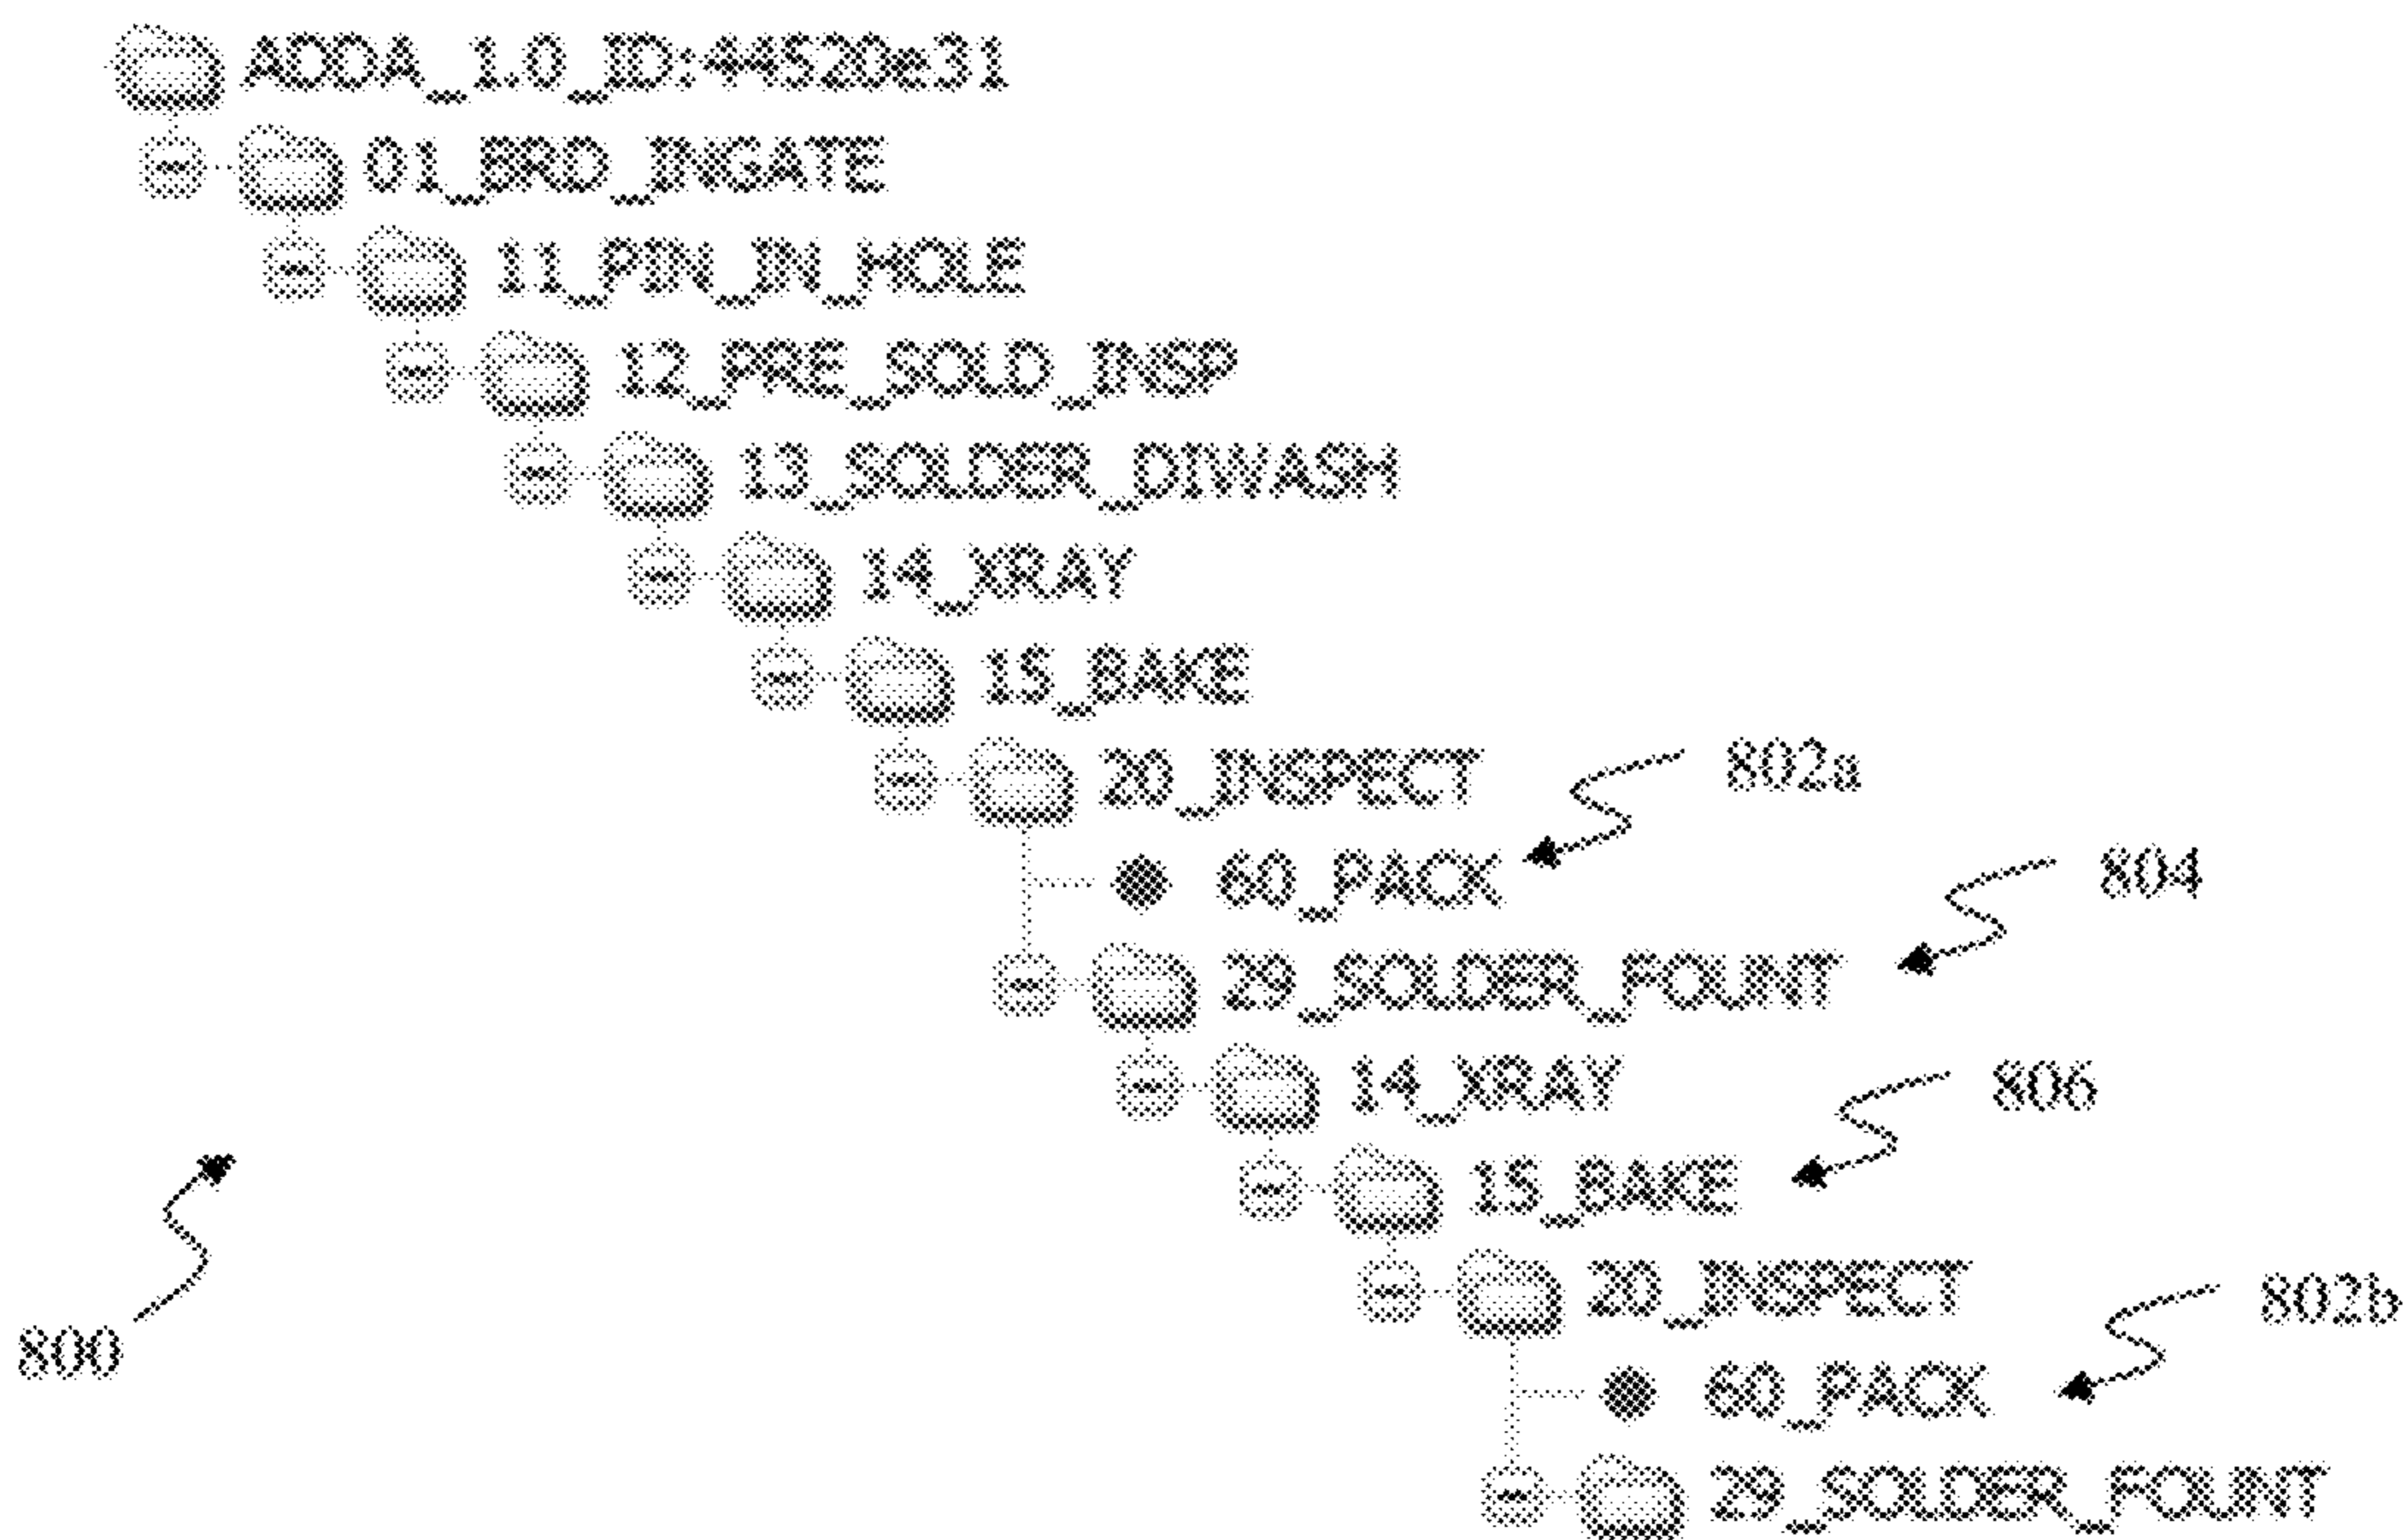 ADDA_1.0_ID:44520e31
01_BRD_INGATE
11_PIN_IN_HOLE
12_PRE_SOLD_INSP
13_SOLDER_DIWASH
14_XRAY
15_BAKE
20_INSPECT
802a
60_PACK
804
29_SOLDER_FOUNT
14_XRAY
806
15_BAKE
20_INSPECT
802b
800
60_PACK
29_SOLDER_FOUNT